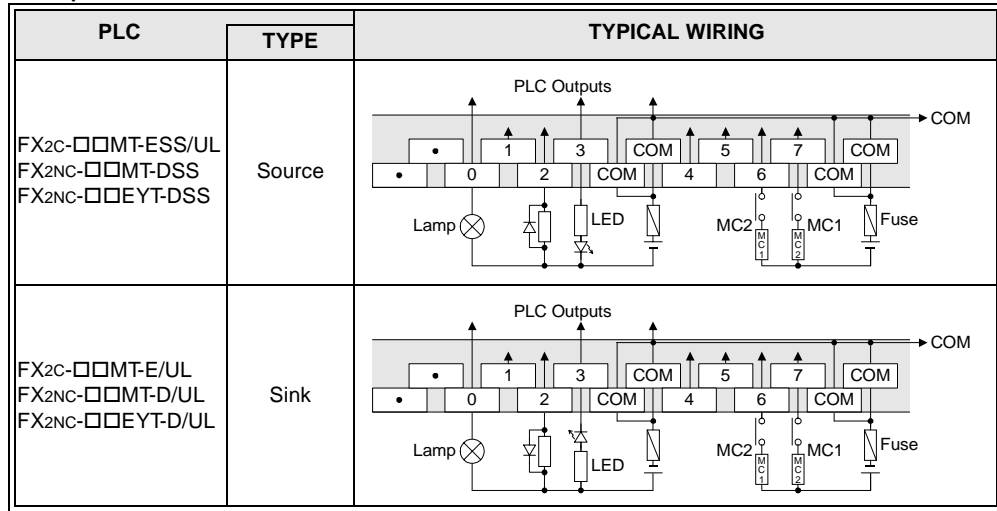 PLC TYPE TYPICAL WIRING
FX2C-□□MT-ESS/UL
FX2NC-□□MT-DSS
FX2NC-□□EYT-DSS
Source
PLC Outputs
COM
• 1 3 COM 5 7 COM
• 0 2 COM 4 6 COM
Lamp LED MC2 MC1 Fuse
MC1 MC2
FX2C-□□MT-E/UL
FX2NC-□□MT-D/UL
FX2NC-□□EYT-D/UL
Sink
PLC Outputs
COM
• 1 3 COM 5 7 COM
• 0 2 COM 4 6 COM
Lamp LED MC2 MC1 Fuse
MC1 MC2